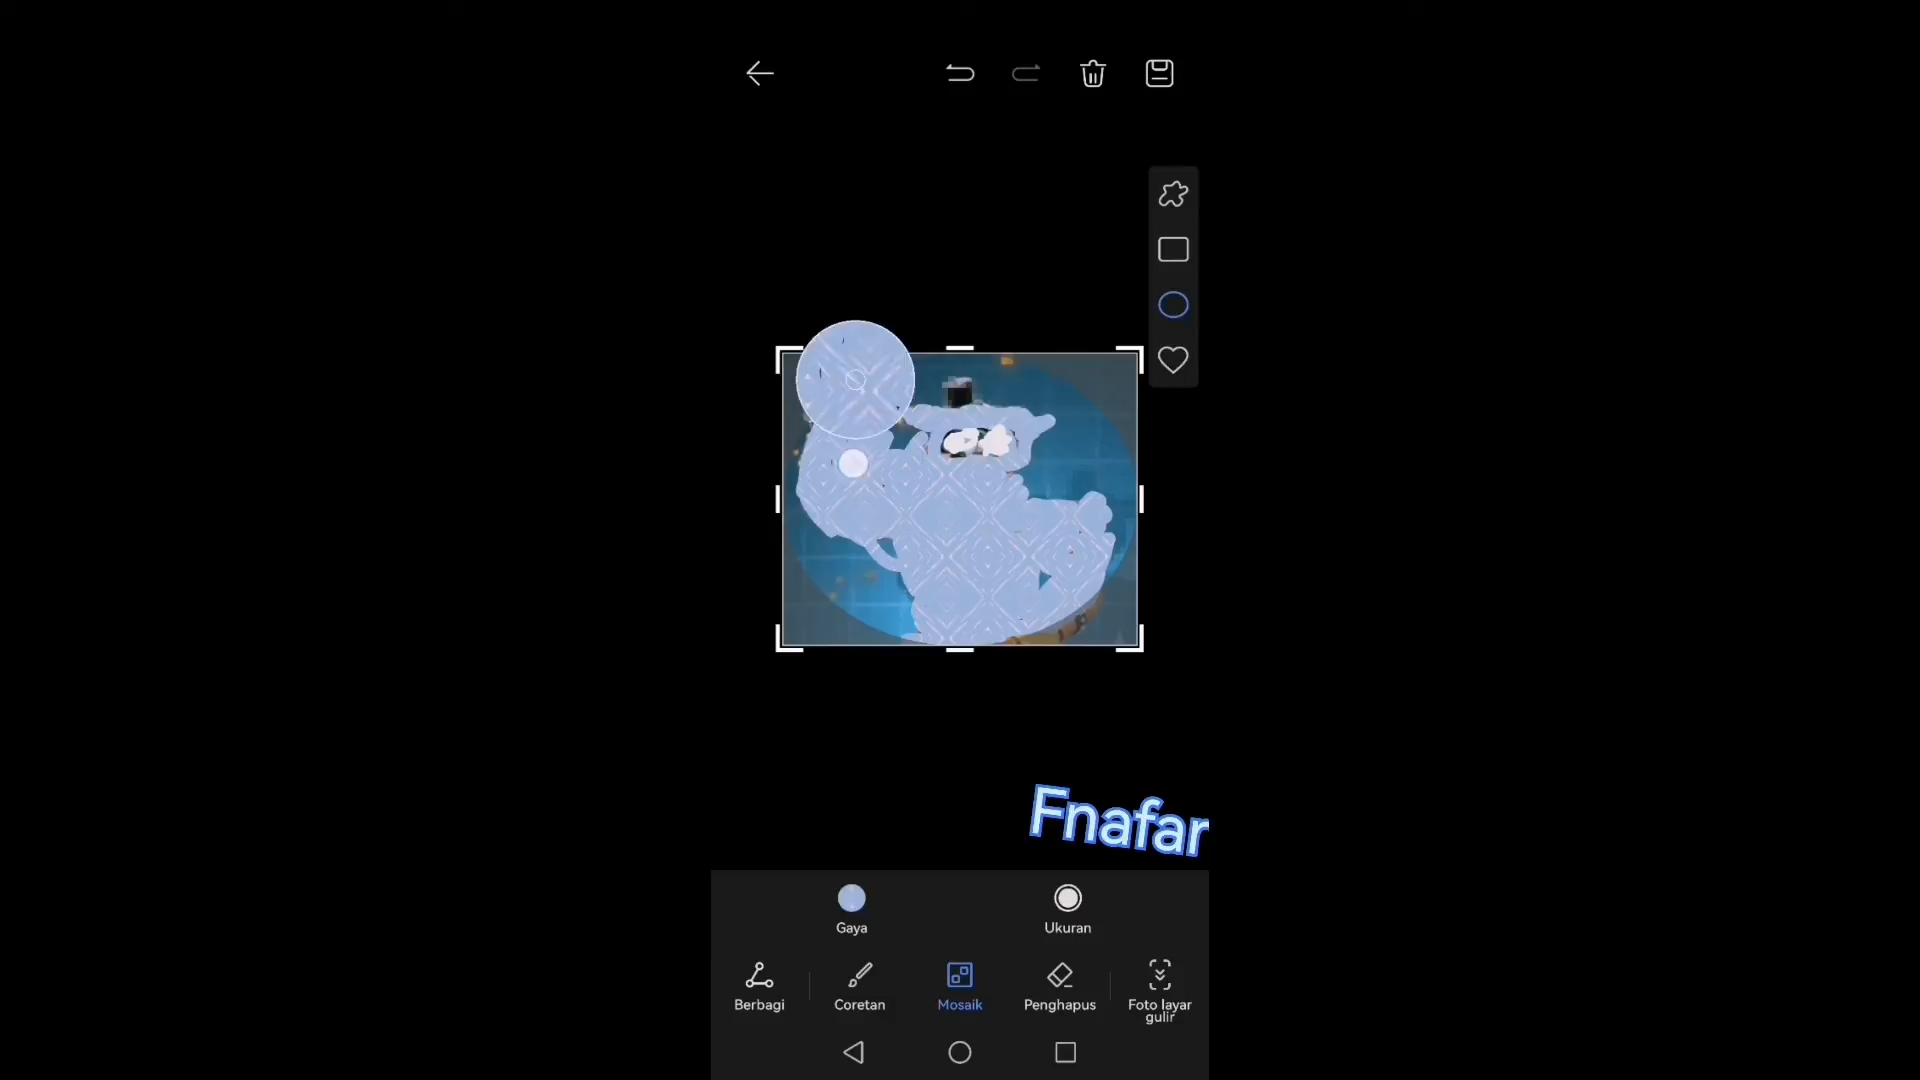 Fnafar
Gaya
Ukuran
Berbagi
Coretan
Mosaik
Penghapus
Foto layar
gulir